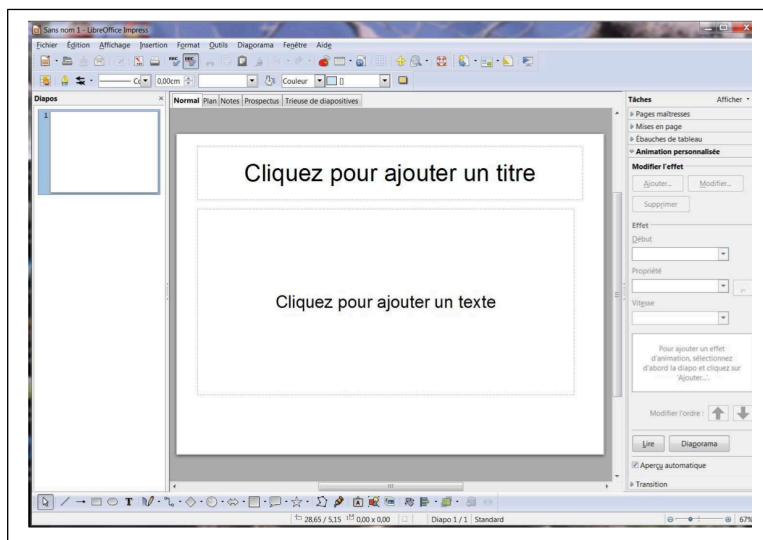 Sans nom 1 - LibreOffice Impress
Fichier Édition Affichage Insertion Format Outils Diaporama Fenêtre Aide
0,00cm Couleur
Diapos
Normal Plan Notes Prospectus Trieuse de diapositives
Tâches Afficher
1
Pages maîtresses
Mises en page
Ébauches de tableau
Animation personnalisée
Modifier l'effet
Ajouter... Modifier...
Supprimer
Cliquez pour ajouter un titre
Cliquez pour ajouter un texte
Effet
Début
Propriété
Vitesse
Pour ajouter un effet
d'animation, sélectionnez
d'abord la diapo et cliquez sur
'Ajouter...'.
Modifier l'ordre :
Lire Diaporama
Aperçu automatique
Transition
28,65 / 5,15 0,00 x 0,00 Diapo 1 / 1 Standard 67%